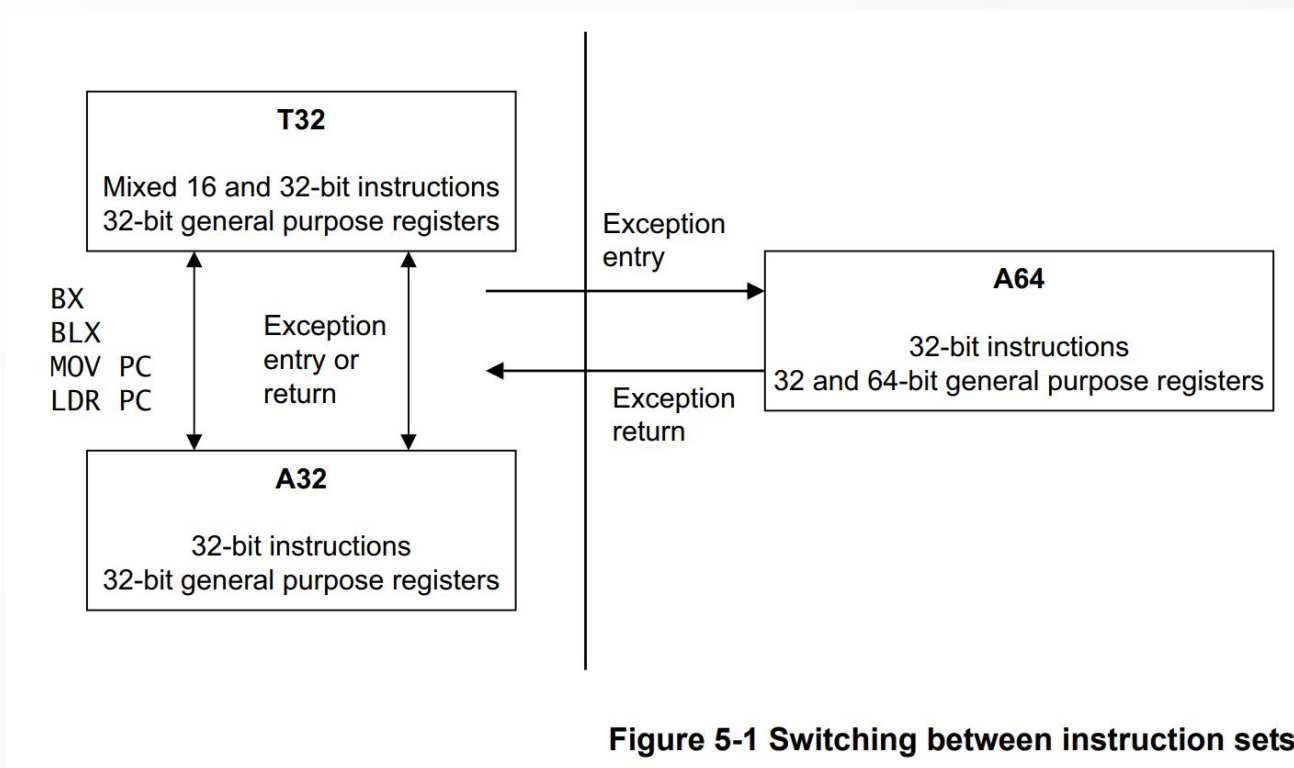 T32
Mixed 16 and 32-bit instructions
32-bit general purpose registers
BX
BLX
MOV PC
LDR PC
Exception
entry or
return
A32
32-bit instructions
32-bit general purpose registers
Exception
entry
Exception
return
A64
32-bit instructions
32 and 64-bit general purpose registers
Figure 5-1 Switching between instruction sets